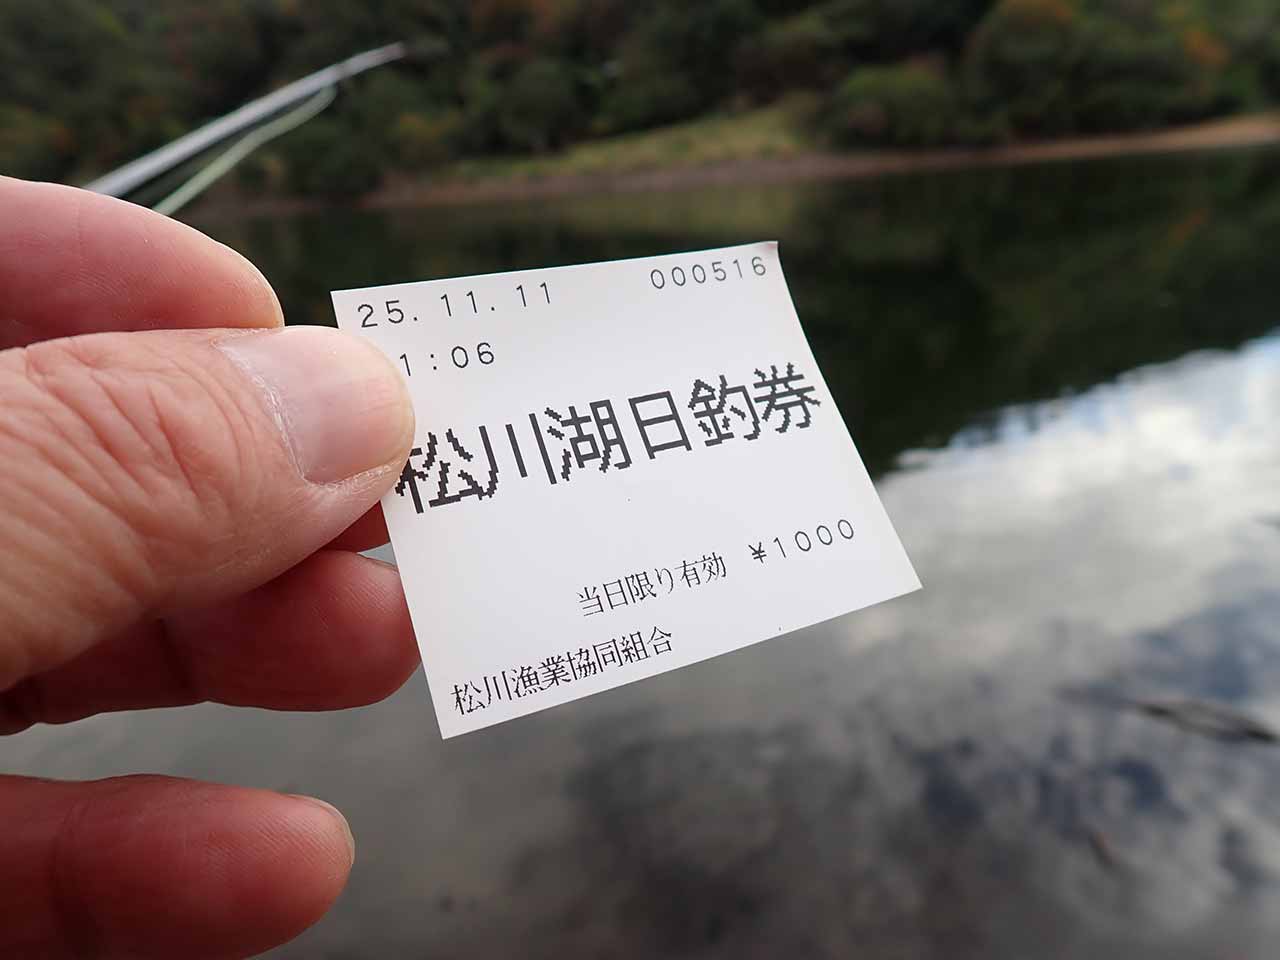 25.11.11 000516
1:06
松川湖日釣券
当日限り有効 ¥1000
松川漁業協同組合